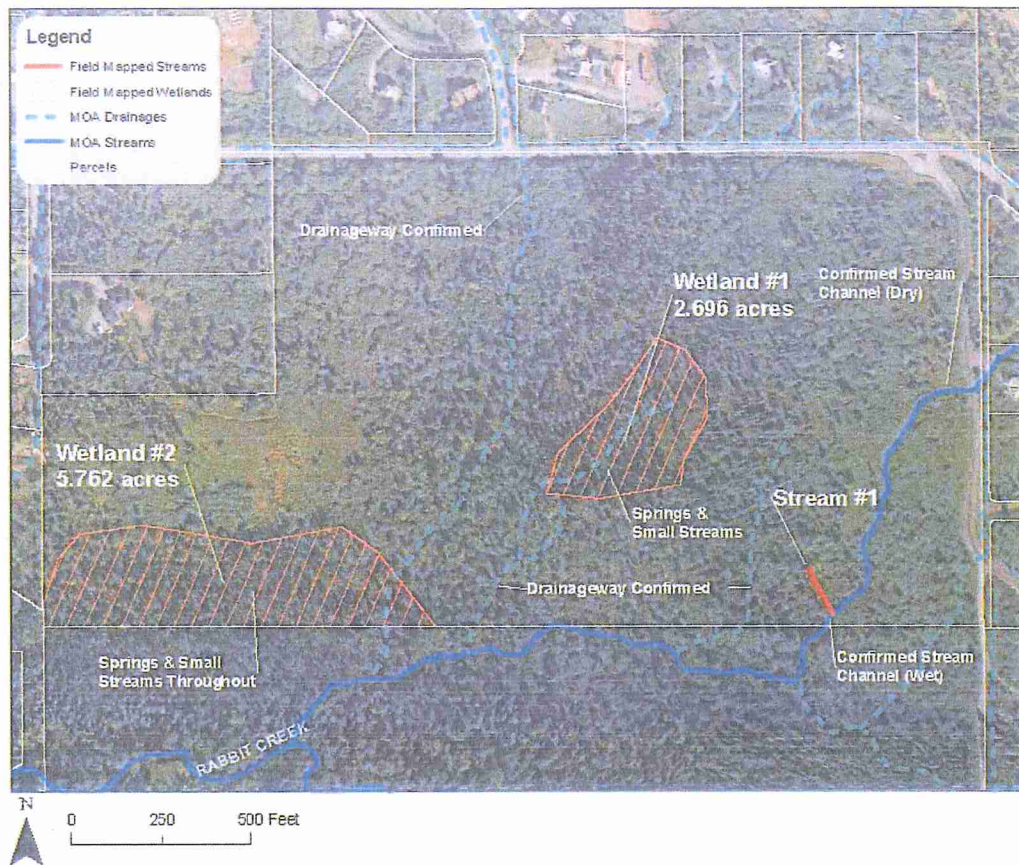 Legend
Field Mapped Streams
Field Mapped Wetlands
MOA Drainages
MOA Streams
Parcels
Drainageway Confirmed
Wetland #1
2.696 acres
Confirmed Stream
Channel (Dry)
Wetland #2
5.762 acres
Stream #1
Springs &
Small Streams
Drainageway Confirmed
Springs & Small
Streams Throughout
Confirmed Stream
Channel (Wet)
RABBIT CREEK
N
0 250 500 Feet